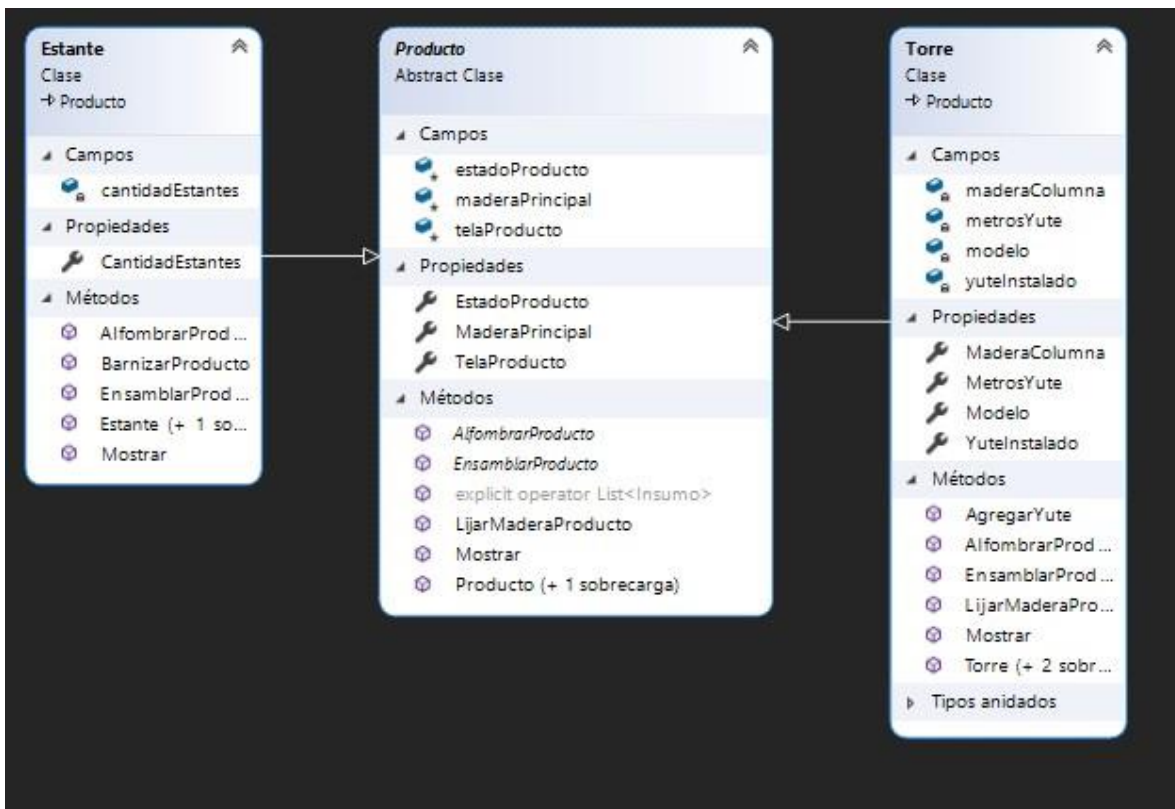 Estante
Clase
Producto
Campos
cantidadEstantes
Propiedades
CantidadEstantes
Métodos
AlfombrarProd...
BarnizarProducto
EnsamblarProd...
Estante (+ 1 so...
Mostrar
Producto
Abstract Clase
Campos
estadoProducto
maderaPrincipal
telaProducto
Propiedades
EstadoProducto
MaderaPrincipal
TelaProducto
Métodos
AlfombrarProducto
EnsamblarProducto
explicit operator List<Insumo>
LijarMaderaProducto
Mostrar
Producto (+ 1 sobrecarga)
Torre
Clase
Producto
Campos
maderaColumna
metrosYute
modelo
yuteInstalado
Propiedades
MaderaColumna
MetrosYute
Modelo
YuteInstalado
Métodos
AgregarYute
AlfombrarProd...
EnsamblarProd...
LijarMaderaPro...
Mostrar
Torre (+ 2 sobr...
Tipos anidados